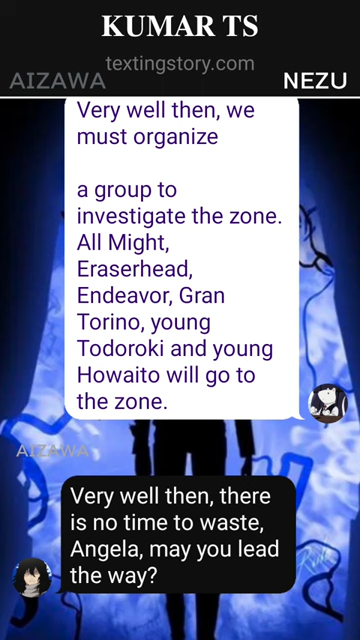 KUMAR TS
textingstory.com
AIZAWA
NEZU
Very well then, we
must organize
a group to
investigate the zone.
All Might,
Eraserhead,
Endeavor, Gran
Torino, young
Todoroki and young
Howaito will go to
the zone.
AIZAWA
Very well then, there
is no time to waste,
Angela, may you lead
the way?